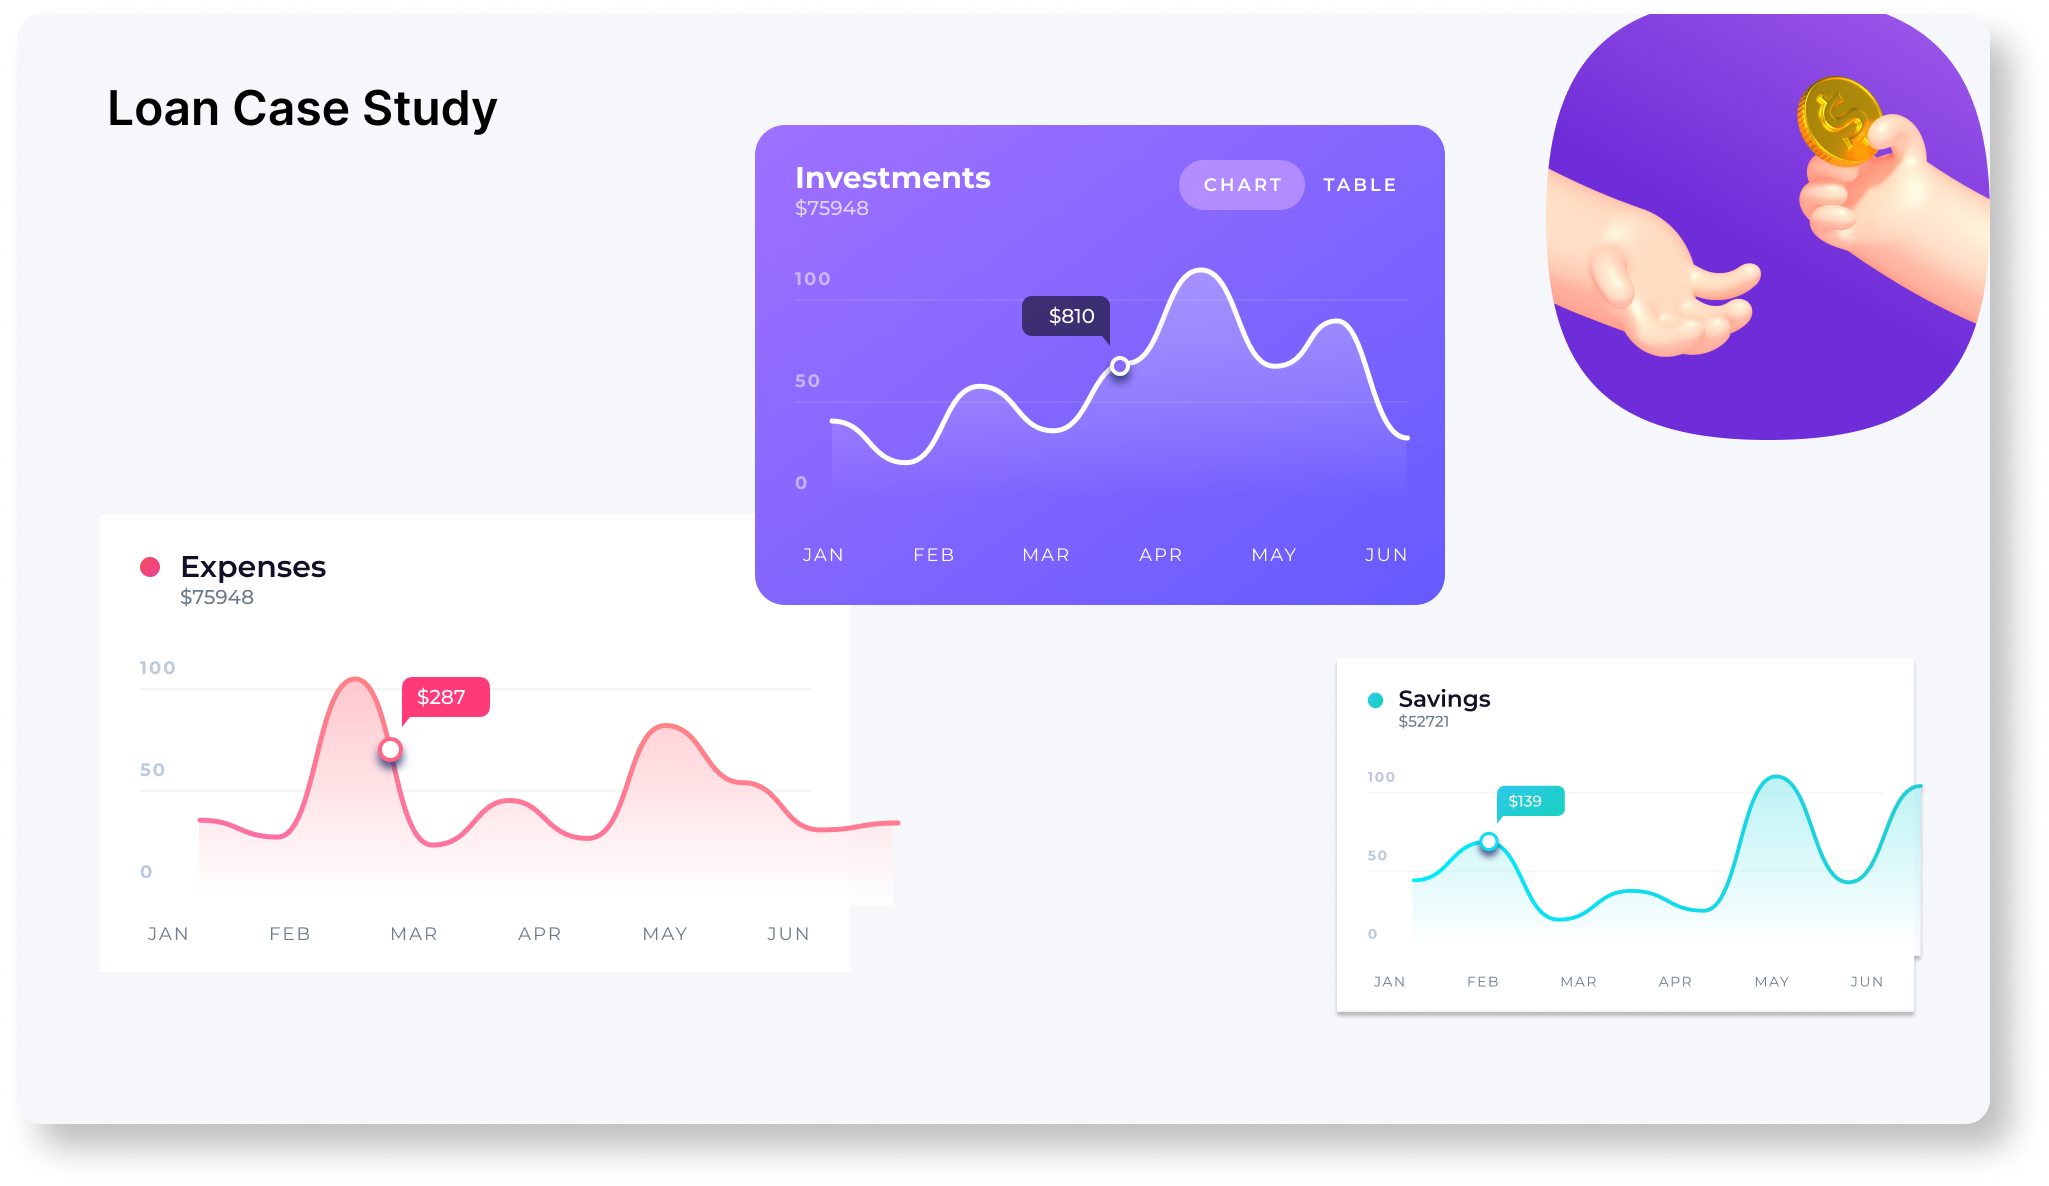 Loan Case Study
Investments
$75948
CHART TABLE
100
$810
50
0
JAN FEB MAR APR MAY JUN
Expenses
$75948
100
$287
50
0
JAN FEB MAR APR MAY JUN
Savings
$52721
100
$139
50
0
JAN FEB MAR APR MAY JUN